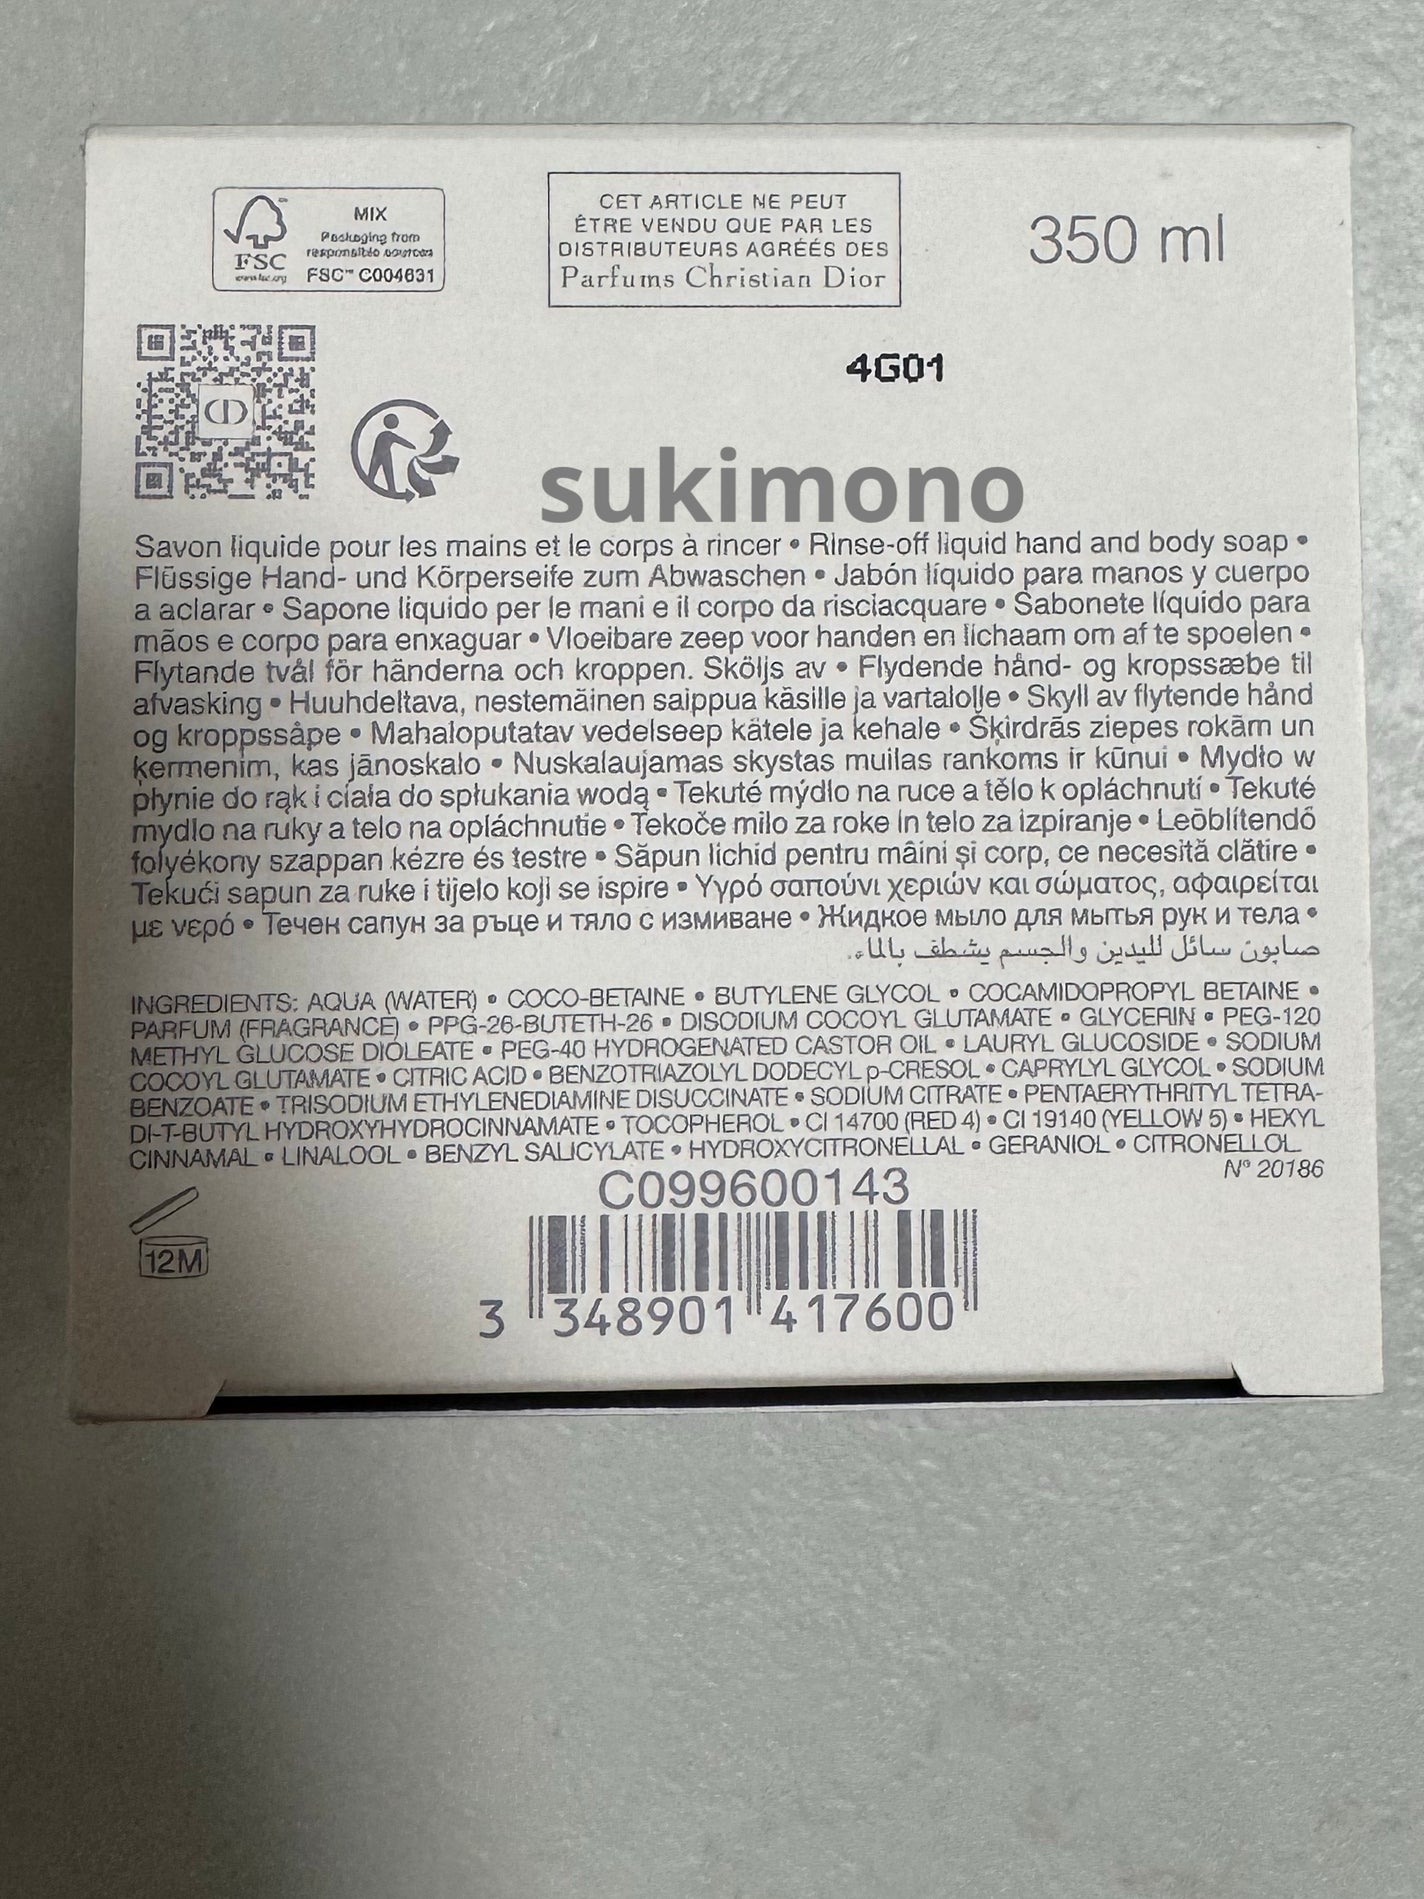 MIX
Packaging from
responsible sources
FSC
www.fsc.org
FSC™ C004631
CET ARTICLE NE PEUT
ÊTRE VENDU QUE PAR LES
DISTRIBUTEURS AGRÉÉS DES
Parfums Christian Dior
350 ml
4G01
CD
sukimono
Savon liquide pour les mains et le corps à rincer • Rinse-off liquid hand and body soap •
Flüssige Hand- und Körperseife zum Abwaschen • Jabón líquido para manos y cuerpo
a aclarar • Sapone liquido per le mani e il corpo da risciacquare • Sabonete líquido para
mãos e corpo para enxaguar • Vloeibare zeep voor handen en lichaam om af te spoelen •
Flytande tvål för händerna och kroppen. Sköljs av • Flydende hånd- og kropssæbe til
afvasking • Huuhdeltava, nestemäinen saippua käsille ja vartalolle • Skyll av flytende hånd
og kroppssåpe • Mahaloputatav vedelseep kätele ja kehale • Šķirdrās ziepes rokām un
ķermenim, kas jānoskalo • Nuskalaujamas skystas muilas rankoms ir kūnui • Mydło w
płynie do rąk i ciała do spłukania wodą • Tekuté mýdlo na ruce a tělo k opláchnutí • Tekuté
mydlo na ruky a telo na opláchnutie • Tekoče milo za roke in telo za izpiranje • Leöblítendő
folyékony szappan kézre és testre • Săpun lichid pentru mâini și corp, ce necesită clătire •
Tekući sapun za ruke i tijelo koji se ispire • Υγρό σαπούνι χεριών και σώματος, αφαιρείται
με νερό • Течен сапун за ръце и тяло с измиване • Жидкое мыло для мытья рук и тела •
صابون سائل لليدين والجسم يشطف بالماء.
INGREDIENTS: AQUA (WATER) • COCO-BETAINE • BUTYLENE GLYCOL • COCAMIDOPROPYL BETAINE •
PARFUM (FRAGRANCE) • PPG-26-BUTETH-26 • DISODIUM COCOYL GLUTAMATE • GLYCERIN • PEG-120
METHYL GLUCOSE DIOLEATE • PEG-40 HYDROGENATED CASTOR OIL • LAURYL GLUCOSIDE • SODIUM
COCOYL GLUTAMATE • CITRIC ACID • BENZOTRIAZOLYL DODECYL p-CRESOL • CAPRYLYL GLYCOL • SODIUM
BENZOATE • TRISODIUM ETHYLENEDIAMINE DISUCCINATE • SODIUM CITRATE • PENTAERYTHRITYL TETRA-
DI-T-BUTYL HYDROXYHYDROCINNAMATE • TOCOPHEROL • CI 14700 (RED 4) • CI 19140 (YELLOW 5) • HEXYL
CINNAMAL • LINALOOL • BENZYL SALICYLATE • HYDROXYCITRONELLAL • GERANIOL • CITRONELLOL
N° 20186
C099600143
12M
3 348901 417600